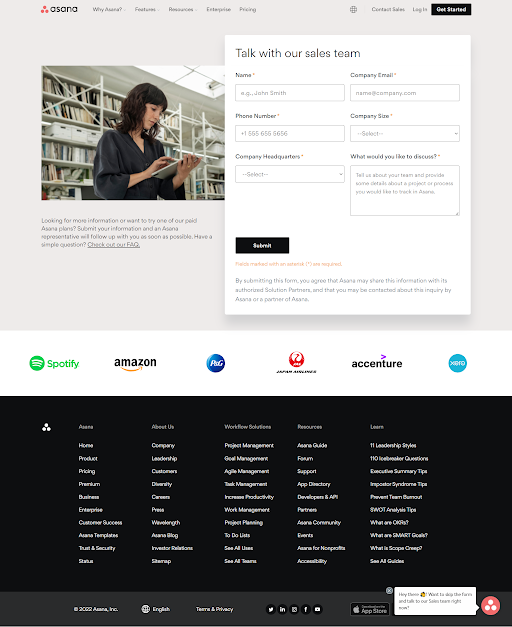 asana
Why Asana? Features Resources Enterprise Pricing
Contact Sales Log In Get Started
Talk with our sales team
Name * Company Email *
e.g., John Smith name@company.com
Phone Number * Company Size *
+1 555 655 5656 --Select--
Company Headquarters * What would you like to discuss? *
--Select-- Tell us about your team and provide
some details about a project or process
you would like to track in Asana.
Submit
Fields marked with an asterisk (*) are required.
By submitting this form, you agree that Asana may share this information with its
authorized Solution Partners, and that you may be contacted about this inquiry by
Asana or a partner of Asana.
Looking for more information or want to try one of our paid
Asana plans? Submit your information and an Asana
representative will follow up with you as soon as possible. Have a
simple question? Check out our FAQ.
Spotify amazon P&G JAPAN AIRLINES accenture xero
Asana About Us Workflow Solutions Resources Learn
Home Company Project Management Asana Guide 11 Leadership Styles
Product Leadership Goal Management Forum 110 Icebreaker Questions
Pricing Customers Agile Management Support Executive Summary Tips
Premium Diversity Task Management App Directory Impostor Syndrome Tips
Business Careers Increase Productivity Developers & API Prevent Team Burnout
Enterprise Press Work Management Partners SWOT Analysis Tips
Customer Success Wavelength Project Planning Asana Community What are OKRs?
Asana Templates Asana Blog To Do Lists Events What are SMART Goals?
Trust & Security Investor Relations See All Uses Asana for Nonprofits What is Scope Creep?
Status Sitemap See All Teams Accessibility See All Guides
Hey there 🙋! Want to skip the form
and talk to our Sales team right
now?
© 2022 Asana, Inc. English Terms & Privacy
Download on the
App Store